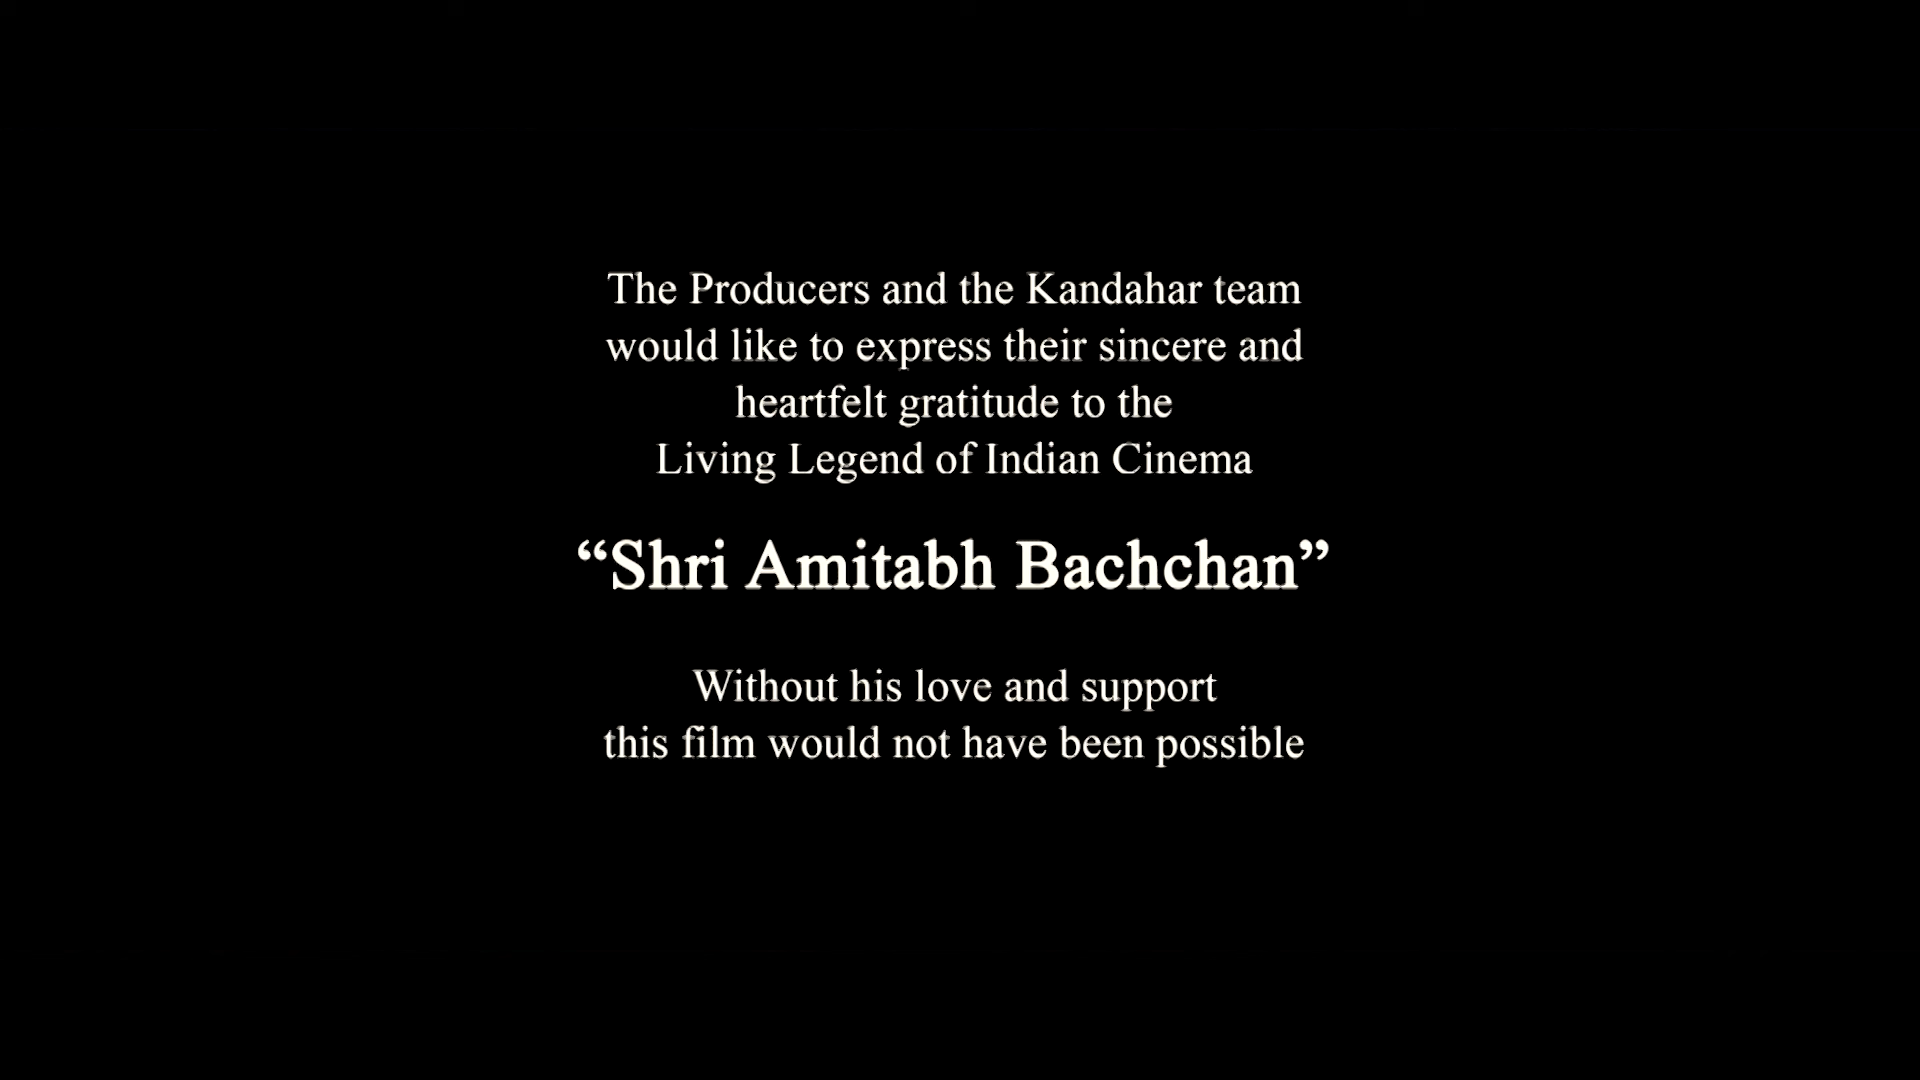 The Producers and the Kandahar team
would like to express their sincere and
heartfelt gratitude to the
Living Legend of Indian Cinema
“Shri Amitabh Bachchan”
Without his love and support
this film would not have been possible